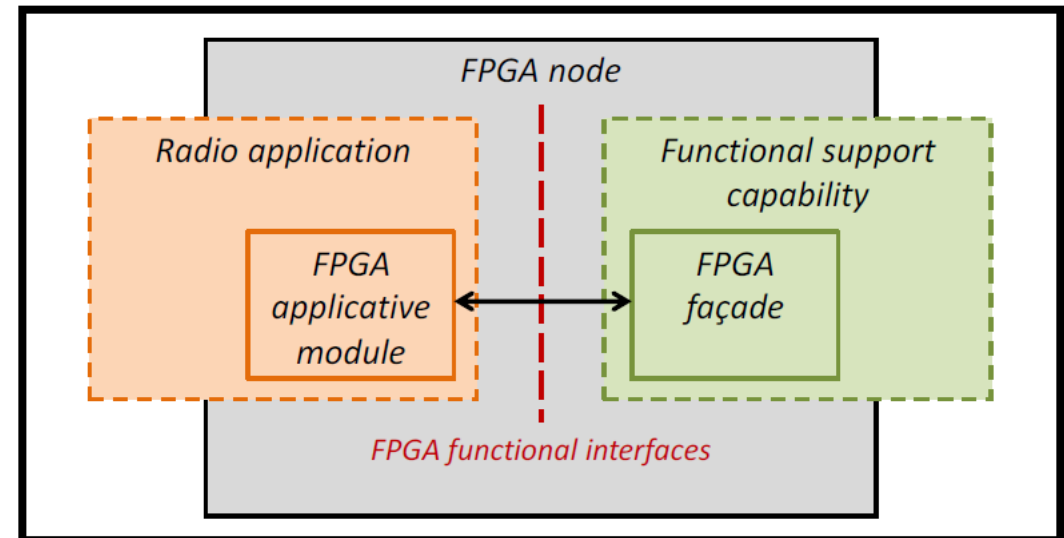 FPGA node
Radio application
Functional support
capability
FPGA
applicative
module
FPGA
façade
FPGA functional interfaces